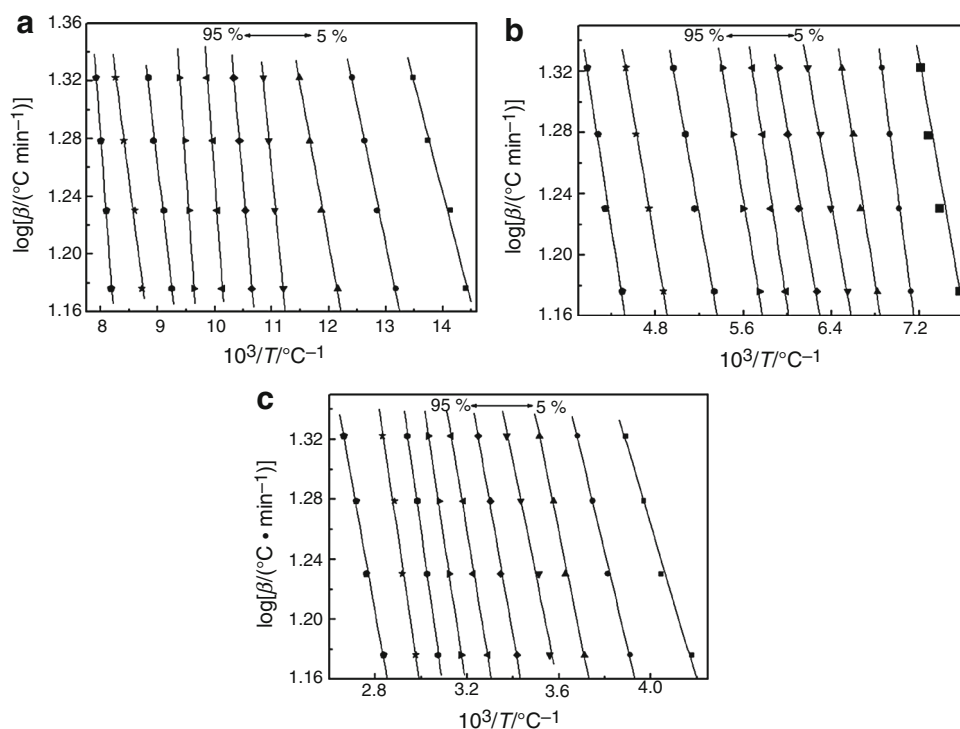 a
1.36
1.32
1.28
1.24
1.20
1.16
log[β/(°C min⁻¹)]
95 % 5 %
8 9 10 11 12 13 14
10³/T/°C⁻¹
b
1.32
1.28
1.24
1.20
1.16
log[β/(°C min⁻¹)]
95 % 5 %
4.8 5.6 6.4 7.2
10³/T/°C⁻¹
c
1.32
1.28
1.24
1.20
1.16
log[β/(°C • min⁻¹)]
95 % 5 %
2.8 3.2 3.6 4.0
10³/T/°C⁻¹